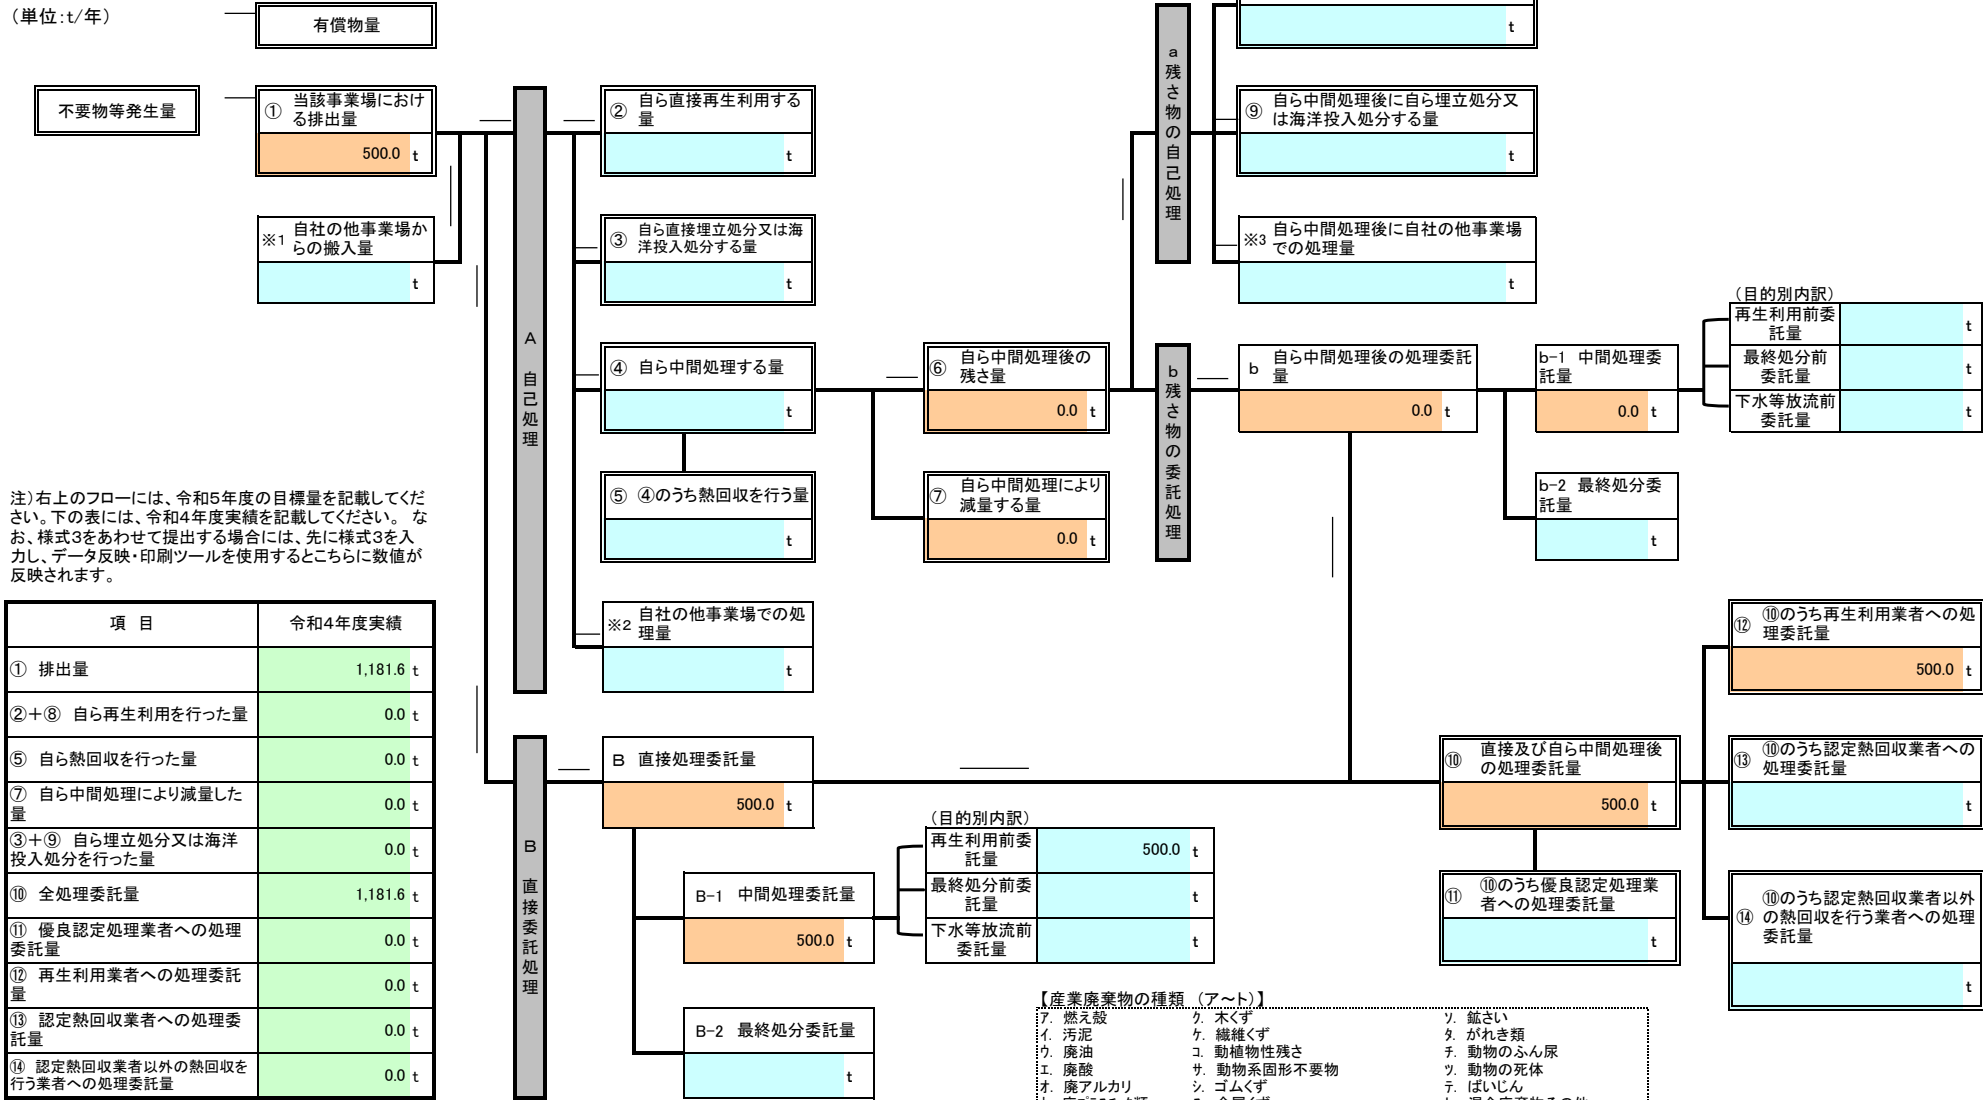 （単位：t/年）
有償物量
t
不要物等発生量
① 当該事業場におけ
る排出量
500.0 t
※1 自社の他事業場か
らの搬入量
t
A 自己処理
② 自ら直接再生利用する
量
t
③ 自ら直接埋立処分又は海
洋投入処分する量
t
④ 自ら中間処理する量
t
⑤ ④のうち熱回収を行う量
t
※2 自社の他事業場での処
理量
t
⑥ 自ら中間処理後の
残さ量
0.0 t
⑦ 自ら中間処理により
減量する量
0.0 t
a 残さ物の自己処理
⑨ 自ら中間処理後に自ら埋立処分又
は海洋投入処分する量
t
※3 自ら中間処理後に自社の他事業場
での処理量
t
b 残さ物の委託処理
b 自ら中間処理後の処理委託
量
0.0 t
b-1 中間処理委
託量
0.0 t
b-2 最終処分委
託量
t
（目的別内訳）
再生利用前委
託量
t
最終処分前
委託量
t
下水等放流前
委託量
t
注）右上のフローには、令和5年度の目標量を記載してくだ
さい。下の表には、令和4年度実績を記載してください。 な
お、様式3をあわせて提出する場合には、先に様式3を入
力し、データ反映・印刷ツールを使用するとこちらに数値が
反映されます。
項 目 令和4年度実績
① 排出量 1,181.6 t
②＋⑧ 自ら再生利用を行った量 0.0 t
⑤ 自ら熱回収を行った量 0.0 t
⑦ 自ら中間処理により減量した
量 0.0 t
③＋⑨ 自ら埋立処分又は海洋
投入処分を行った量 0.0 t
⑩ 全処理委託量 1,181.6 t
⑪ 優良認定処理業者への処理
委託量 0.0 t
⑫ 再生利用業者への処理委託
量 0.0 t
⑬ 認定熱回収業者への処理委
託量 0.0 t
⑭ 認定熱回収業者以外の熱回収を
行う業者への処理委託量 0.0 t
B 直接委託処理
B 直接処理委託量
500.0 t
B-1 中間処理委託量
500.0 t
B-2 最終処分委託量
t
（目的別内訳）
再生利用前委
託量
500.0 t
最終処分前委
託量
t
下水等放流前
委託量
t
⑩ 直接及び自ら中間処理後
の処理委託量
500.0 t
⑪ ⑩のうち優良認定処理業
者への処理委託量
t
⑫ ⑩のうち再生利用業者への処
理委託量
500.0 t
⑬ ⑩のうち認定熱回収業者への
処理委託量
t
⑭ ⑩のうち認定熱回収業者以外
の熱回収を行う業者への処理
委託量
t
【産業廃棄物の種類 （ア～ト）】
ア. 燃え殻 ク. 木くず ソ. 鉱さい
イ. 汚泥 ケ. 繊維くず タ. がれき類
ウ. 廃油 コ. 動植物性残さ チ. 動物のふん尿
エ. 廃酸 サ. 動物系固形不要物 ツ. 動物の死体
オ. 廃アルカリ シ. ゴムくず テ. ばいじん